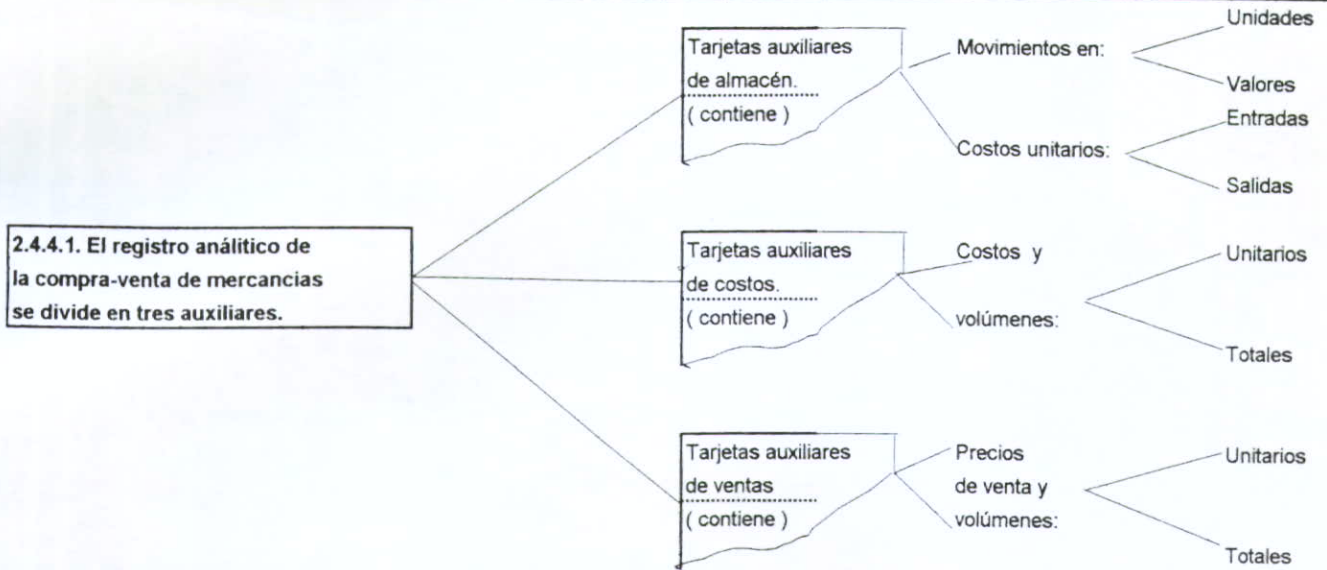 Tarjetas auxiliares
de almacén.
( contiene )
Movimientos en:
Unidades
Valores
Costos unitarios:
Entradas
Salidas
2.4.4.1. El registro análitico de
la compra-venta de mercancias
se divide en tres auxiliares.
Tarjetas auxiliares
de costos.
( contiene )
Costos y
volúmenes:
Unitarios
Totales
Tarjetas auxiliares
de ventas
( contiene )
Precios
de venta y
volúmenes:
Unitarios
Totales